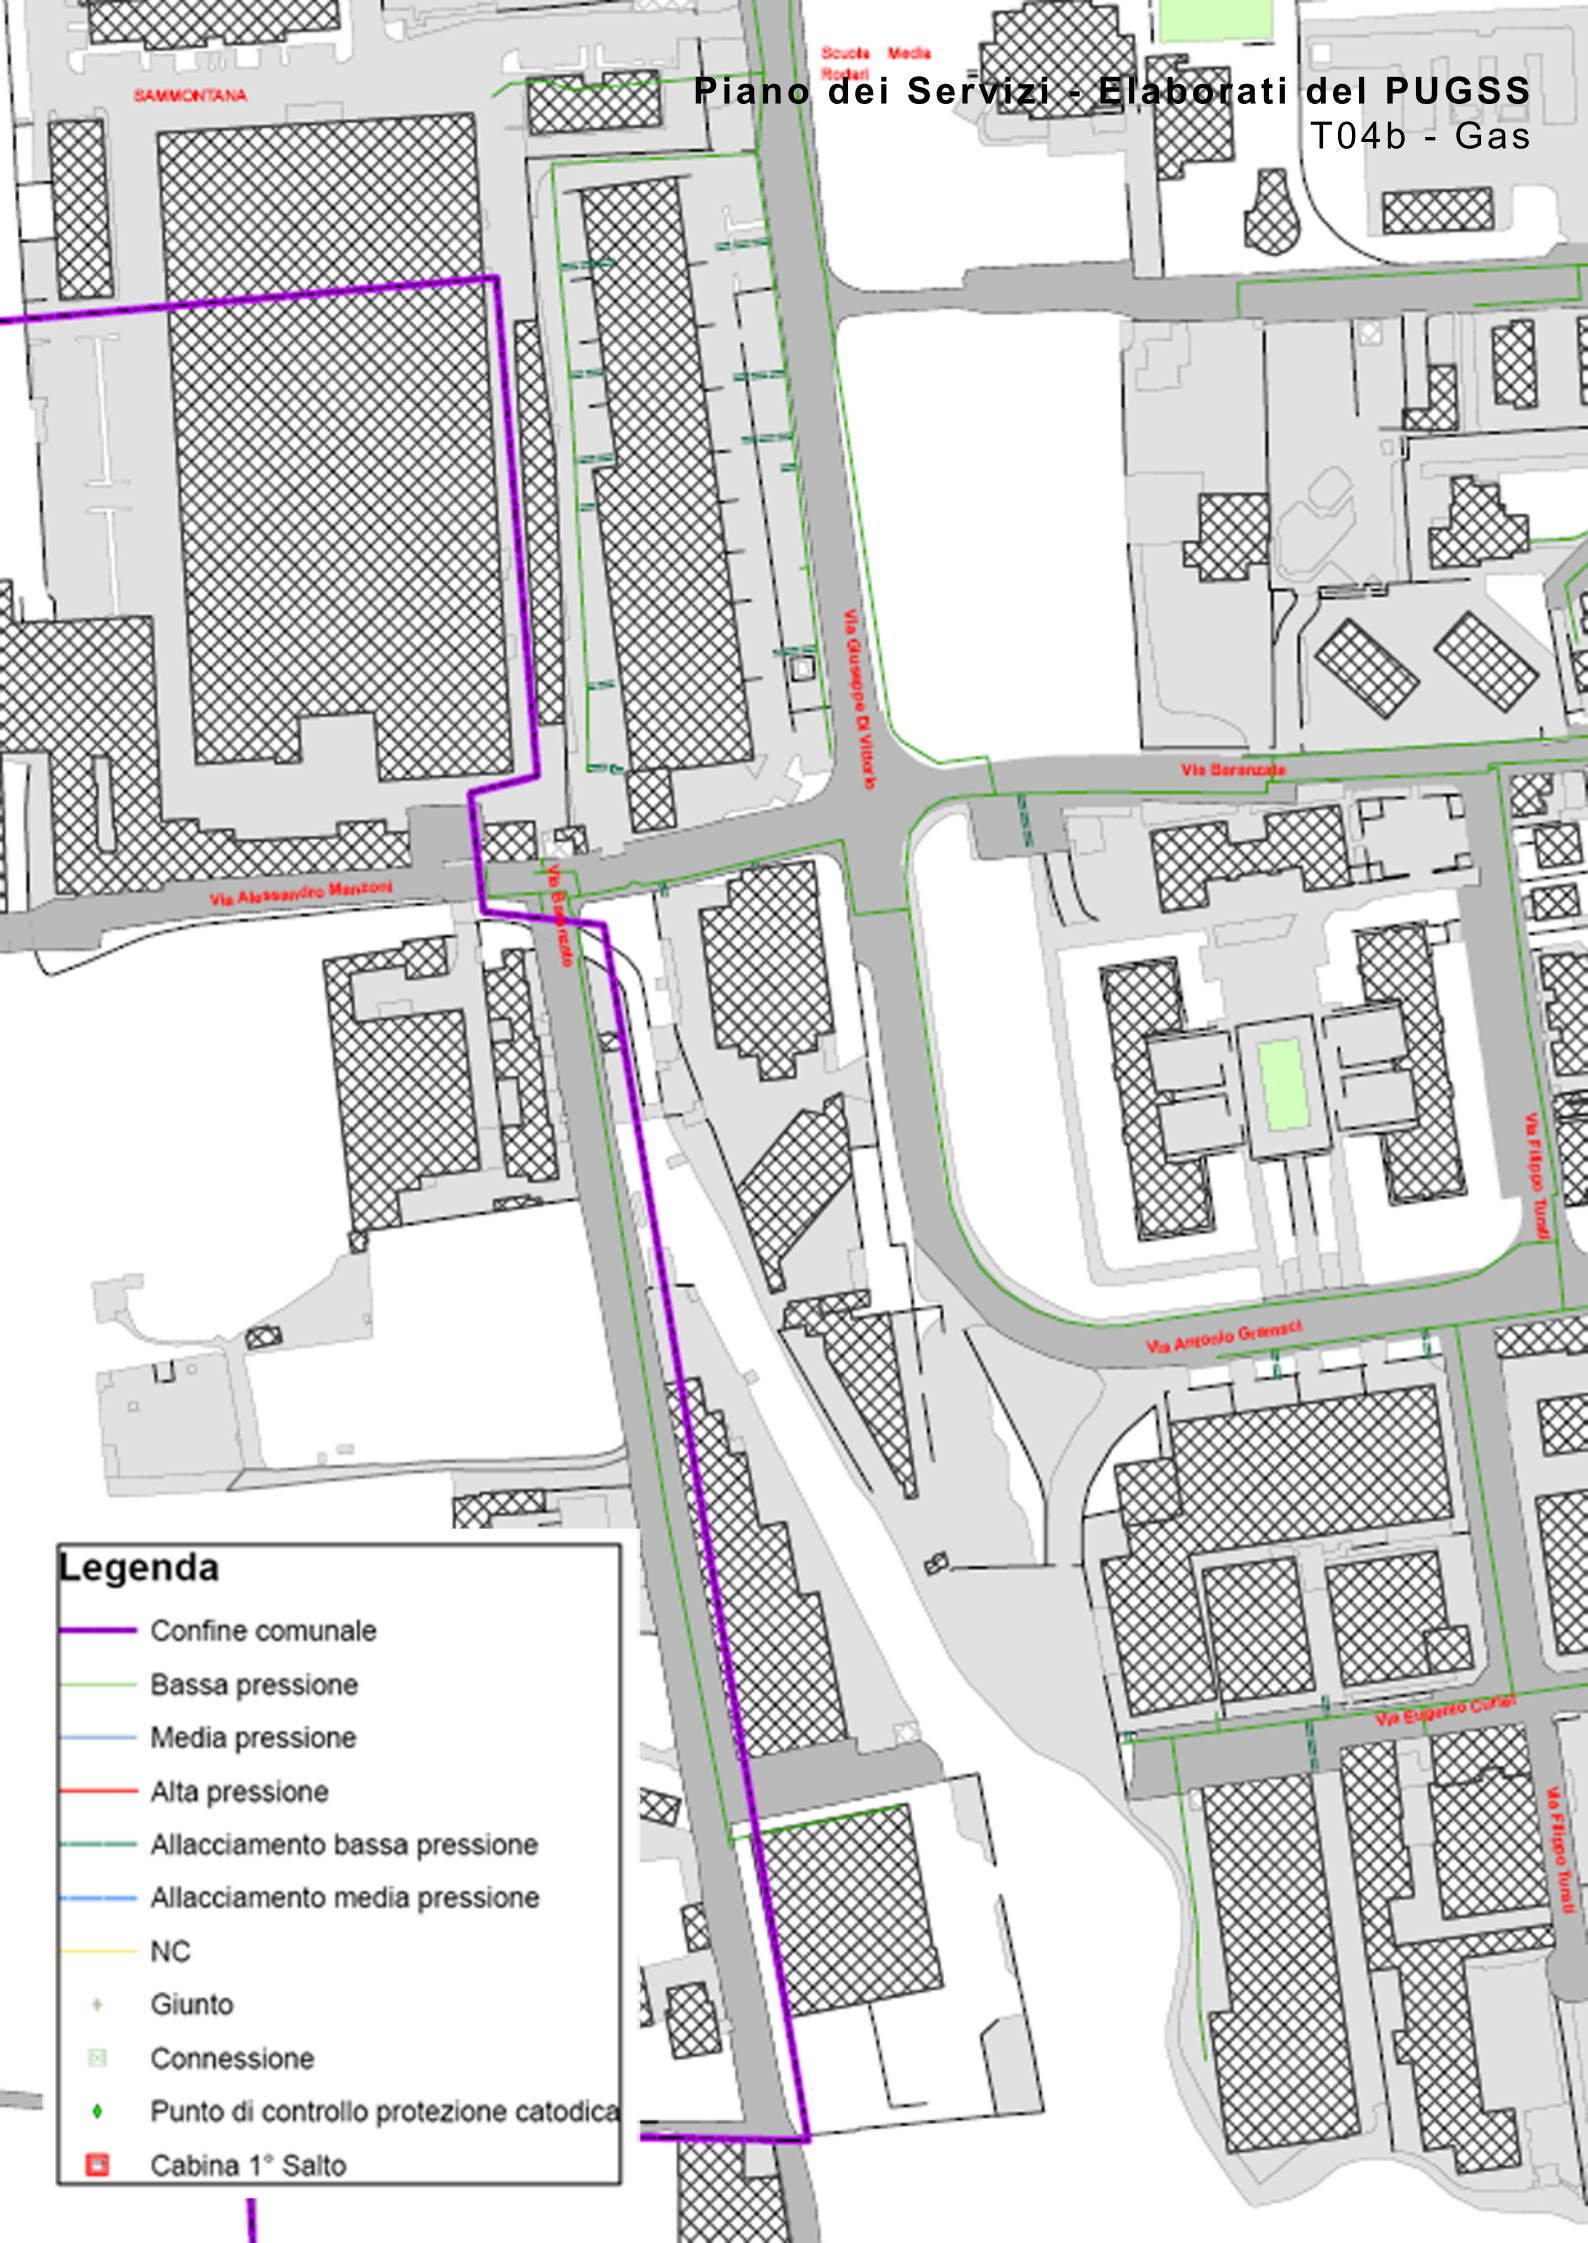 Scuola Media
Rodari
Piano dei Servizi - Elaborati del PUGSS
T04b - Gas
SAMMONTANA
Via Giuseppe Di Vittorio
Via Baranzate
Via Alessandro Manzoni
Via Baranzate
Via Filippo Turati
Via Antonio Gramsci
Via Eugenio Curiel
Via Filippo Turati
Legenda
Confine comunale
Bassa pressione
Media pressione
Alta pressione
Allacciamento bassa pressione
Allacciamento media pressione
NC
Giunto
Connessione
Punto di controllo protezione catodica
Cabina 1° Salto